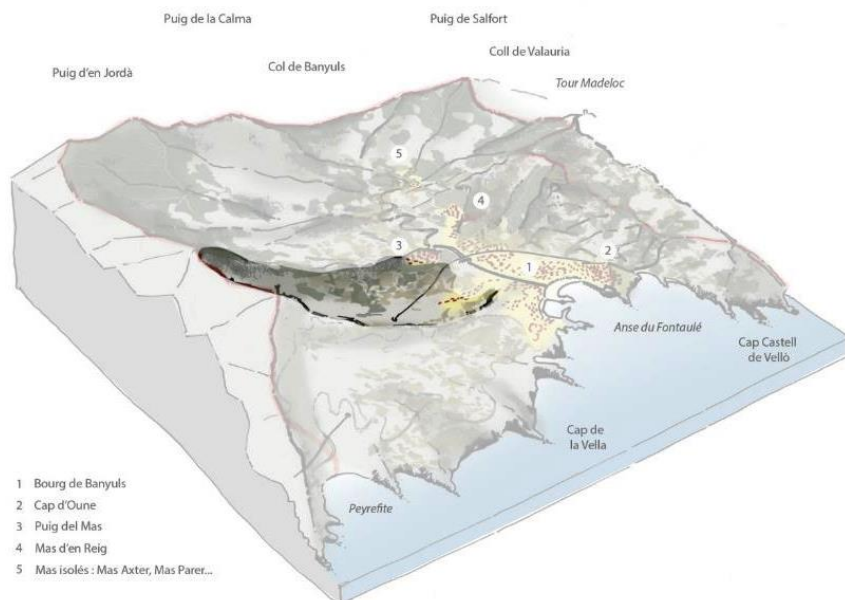 Puig de la Calma
Puig de Salfort
Puig d'en Jordà
Col de Banyuls
Coll de Valauria
Tour Madeloc
5
4
3
2
1
Anse du Fontaulé
Cap Castell
de Vellò
Cap de
la Vella
Peyrefite
1 Bourg de Banyuls
2 Cap d'Oune
3 Puig del Mas
4 Mas d'en Reig
5 Mas isolés : Mas Axter, Mas Parer...